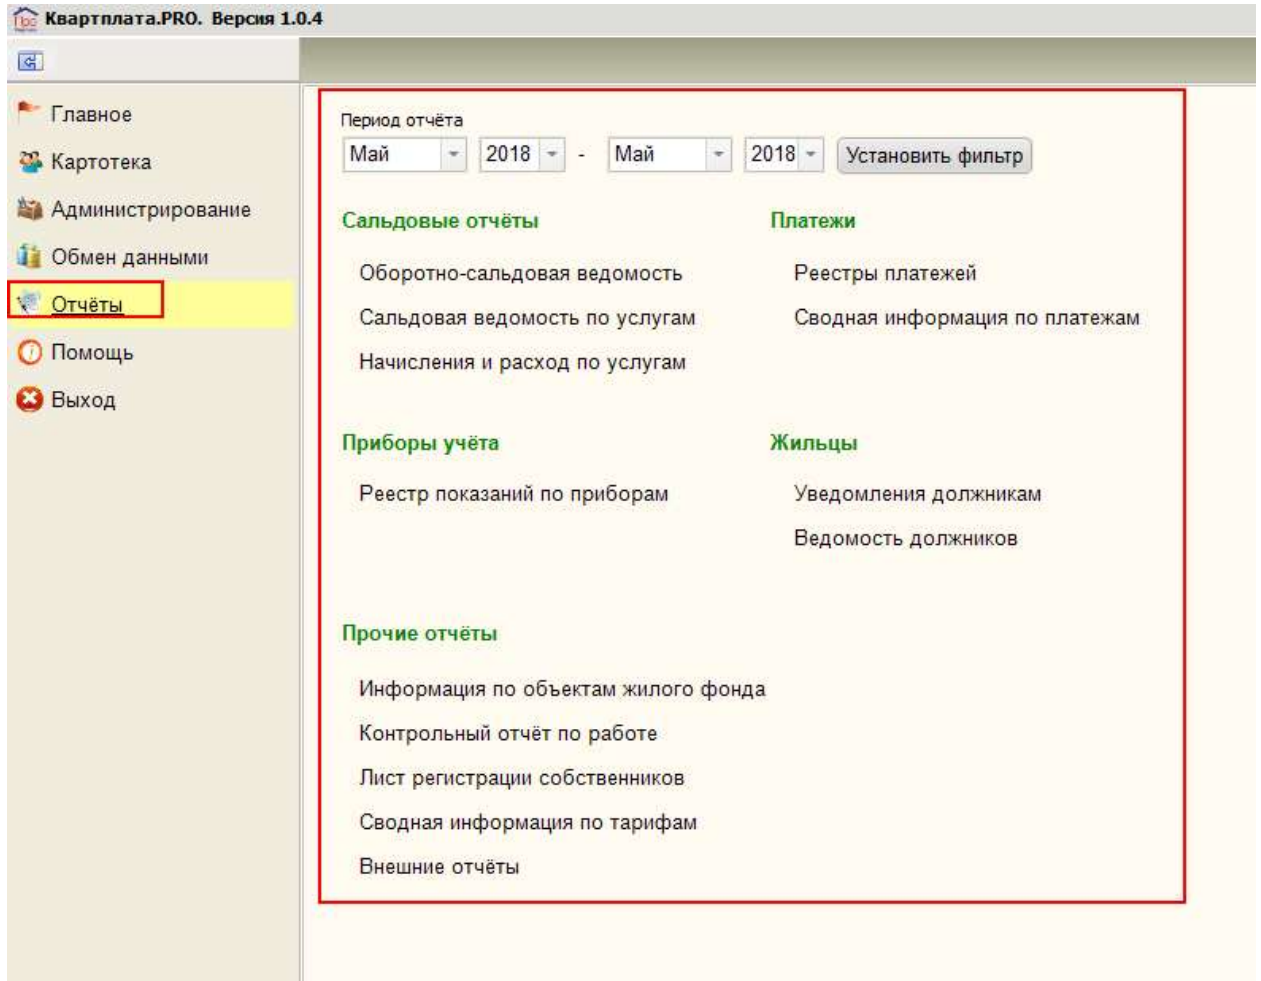 Квартплата.PRO. Версия 1.0.4
Главное
Картотека
Администрирование
Обмен данными
Отчёты
Помощь
Выход
Период отчёта
Май 2018 - Май 2018 Установить фильтр
Сальдовые отчёты
Оборотно-сальдовая ведомость
Сальдовая ведомость по услугам
Начисления и расход по услугам
Платежи
Реестры платежей
Сводная информация по платежам
Приборы учёта
Реестр показаний по приборам
Жильцы
Уведомления должникам
Ведомость должников
Прочие отчёты
Информация по объектам жилого фонда
Контрольный отчёт по работе
Лист регистрации собственников
Сводная информация по тарифам
Внешние отчёты